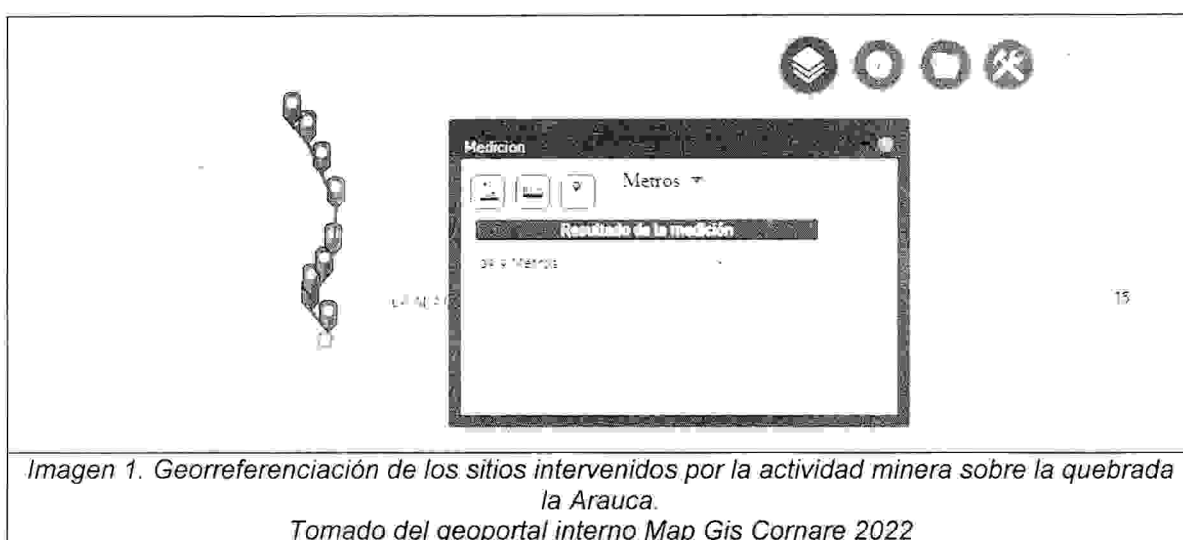 Medicion
Metros
Resultado de la medición
Metros
15
Imagen 1. Georreferenciación de los sitios intervenidos por la actividad minera sobre la quebrada
la Arauca.
Tomado del geoportal interno Map Gis Cornare 2022